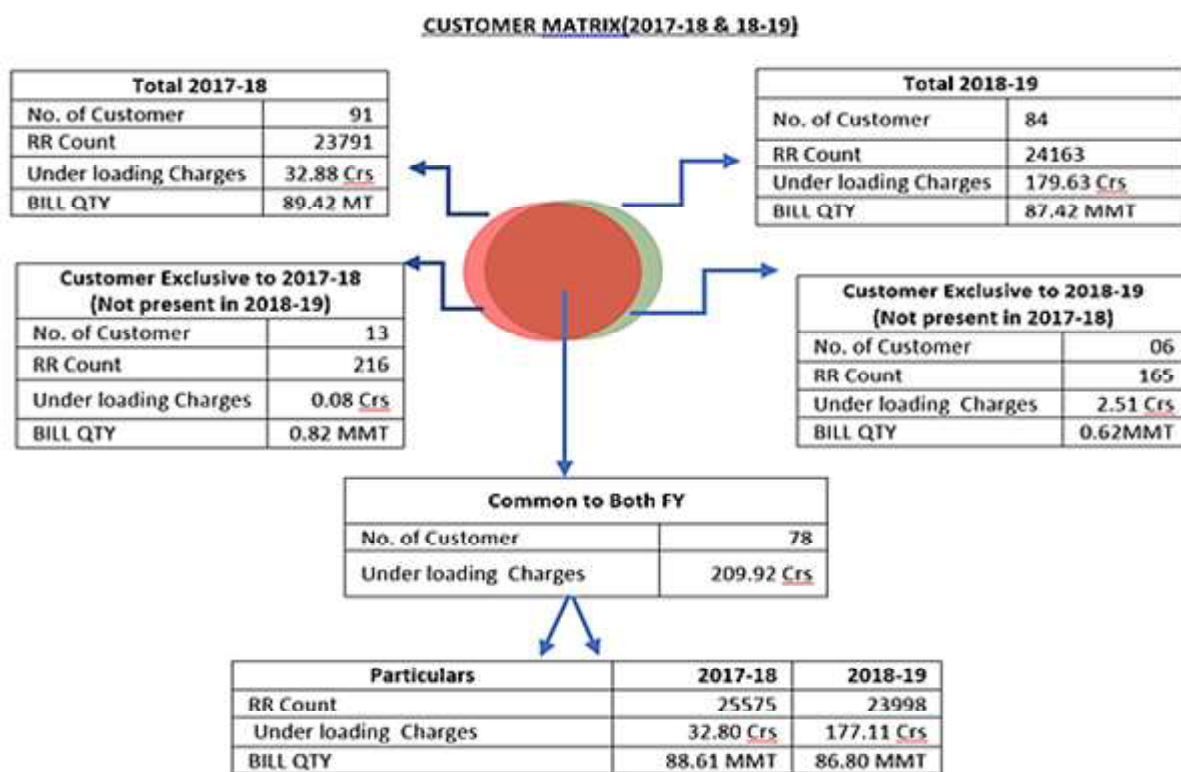 CUSTOMER MATRIX(2017-18 & 18-19)
Total 2017-18
No. of Customer 91
RR Count 23791
Under loading Charges 32.88 Crs
BILL QTY 89.42 MT
Total 2018-19
No. of Customer 84
RR Count 24163
Under loading Charges 179.63 Crs
BILL QTY 87.42 MMT
Customer Exclusive to 2017-18
(Not present in 2018-19)
No. of Customer 13
RR Count 216
Under loading Charges 0.08 Crs
BILL QTY 0.82 MMT
Customer Exclusive to 2018-19
(Not present in 2017-18)
No. of Customer 06
RR Count 165
Under loading Charges 2.51 Crs
BILL QTY 0.62MMT
Common to Both FY
No. of Customer 78
Under loading Charges 209.92 Crs
Particulars 2017-18 2018-19
RR Count 25575 23998
Under loading Charges 32.80 Crs 177.11 Crs
BILL QTY 88.61 MMT 86.80 MMT